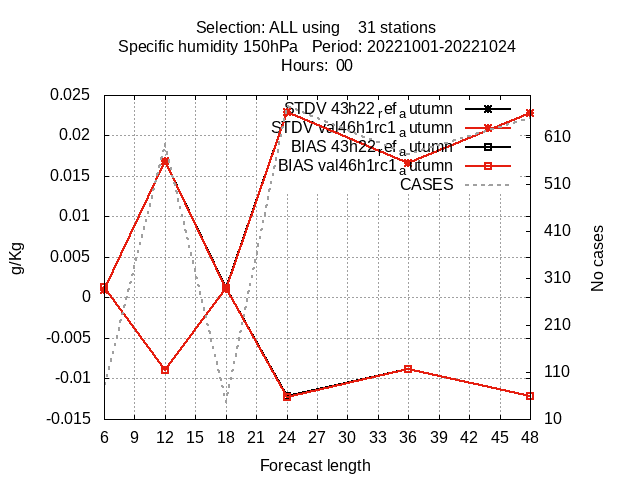 Selection: ALL using 31 stations
Specific humidity 150hPa Period: 20221001-20221024
Hours: 00
0.025
0.02
0.015
0.01
0.005
0
-0.005
-0.01
-0.015
g/Kg
STDV 43h22_ref_autumn
STDV val46h1rc1_autumn
BIAS 43h22_ref_autumn
BIAS val46h1rc1_autumn
CASES
610
510
410
310
210
110
10
No cases
6 9 12 15 18 21 24 27 30 33 36 39 42 45 48
Forecast length